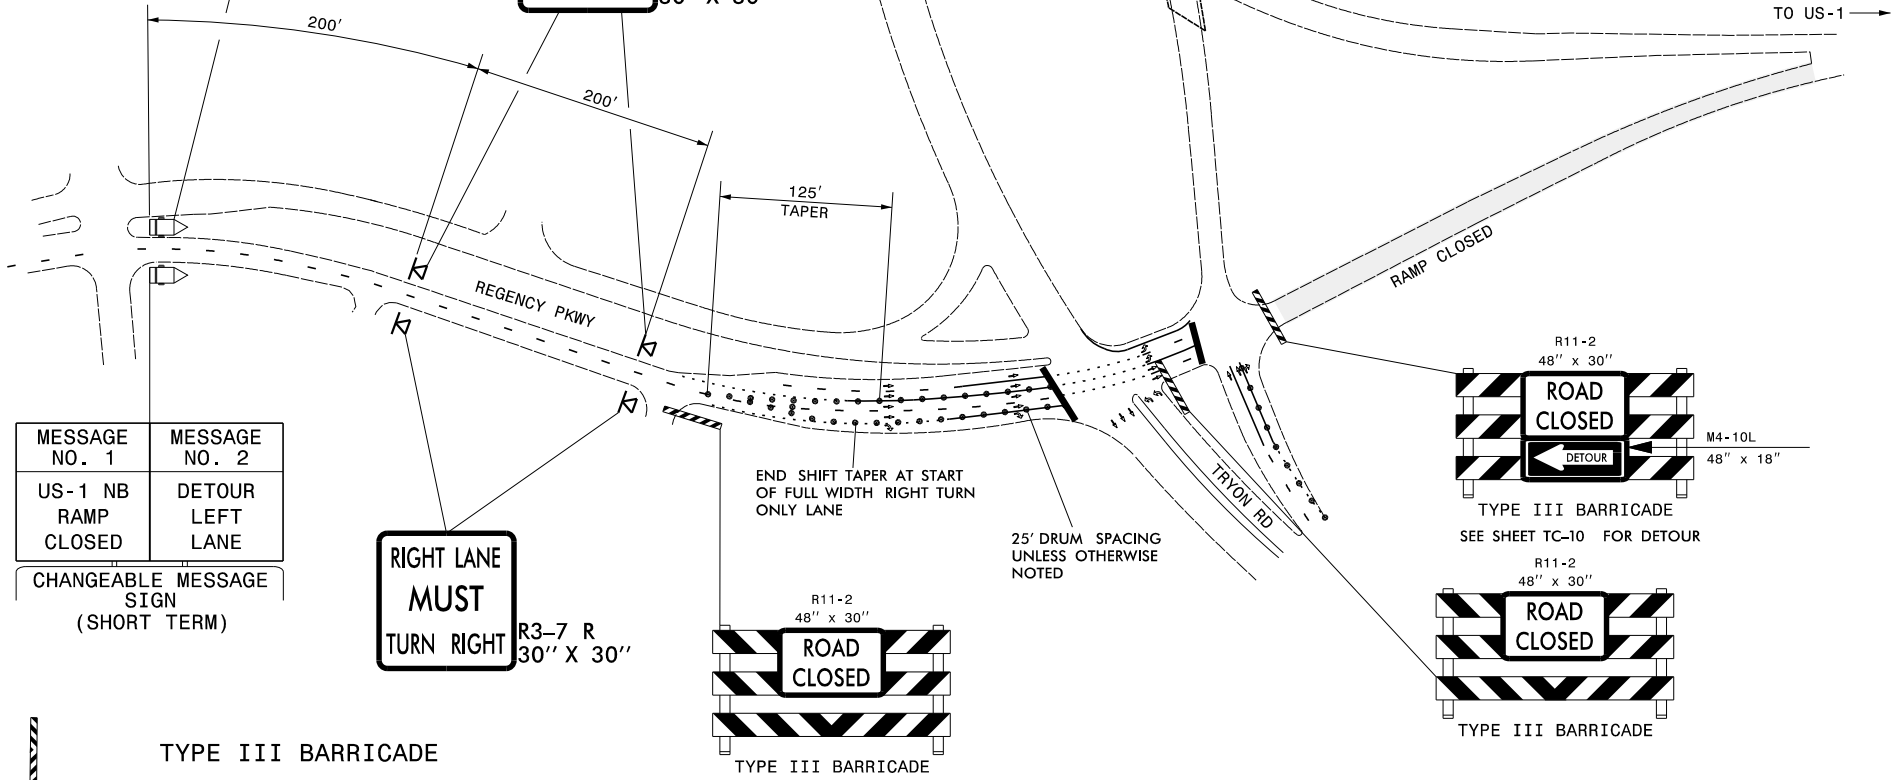 TO US-1
200'
200'
125'
TAPER
REGENCY PKWY
RAMP CLOSED
TRYON RD
MESSAGE NO. 1
MESSAGE NO. 2
US-1 NB
RAMP
CLOSED
DETOUR
LEFT
LANE
CHANGEABLE MESSAGE
SIGN
(SHORT TERM)
RIGHT LANE
MUST
TURN RIGHT
R3-7 R
30'' X 30''
END SHIFT TAPER AT START
OF FULL WIDTH RIGHT TURN
ONLY LANE
25' DRUM SPACING
UNLESS OTHERWISE
NOTED
R11-2
48'' x 30''
ROAD
CLOSED
DETOUR
M4-10L
48'' x 18''
TYPE III BARRICADE
SEE SHEET TC-10 FOR DETOUR
R11-2
48'' x 30''
ROAD
CLOSED
TYPE III BARRICADE
R11-2
48'' x 30''
ROAD
CLOSED
TYPE III BARRICADE
TYPE III BARRICADE